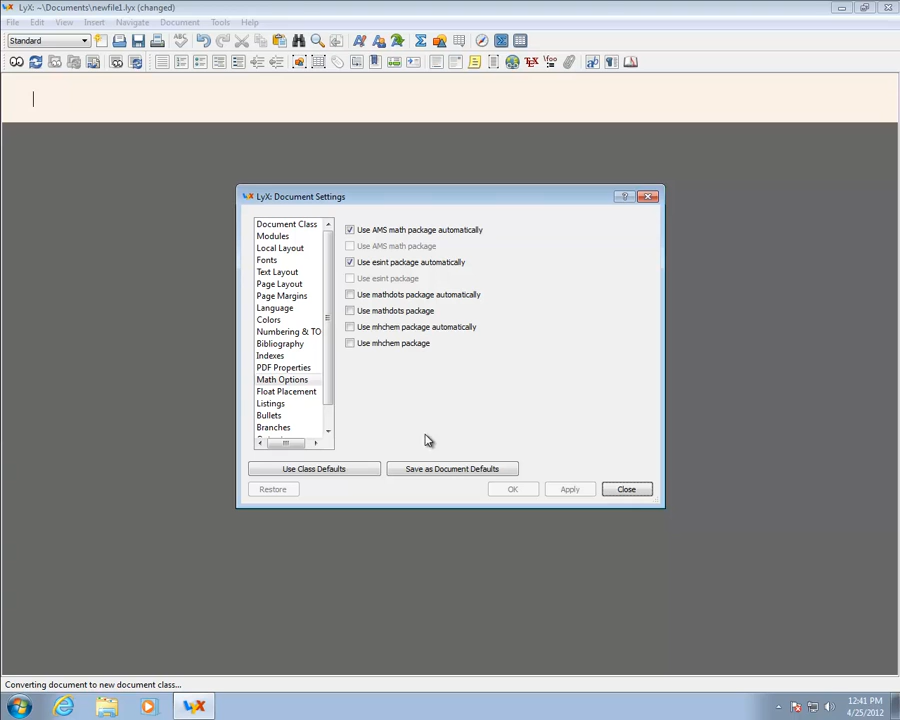 LyX: ~\Documents\newfile1.lyx (changed)
File Edit View Insert Navigate Document Tools Help
Standard
LyX: Document Settings
Document Class
Modules
Local Layout
Fonts
Text Layout
Page Layout
Page Margins
Language
Colors
Numbering & TO
Bibliography
Indexes
PDF Properties
Math Options
Float Placement
Listings
Bullets
Branches
Use AMS math package automatically
Use AMS math package
Use esint package automatically
Use esint package
Use mathdots package automatically
Use mathdots package
Use mhchem package automatically
Use mhchem package
Use Class Defaults Save as Document Defaults
Restore OK Apply Close
Converting document to new document class...
12:41 PM
4/25/2012